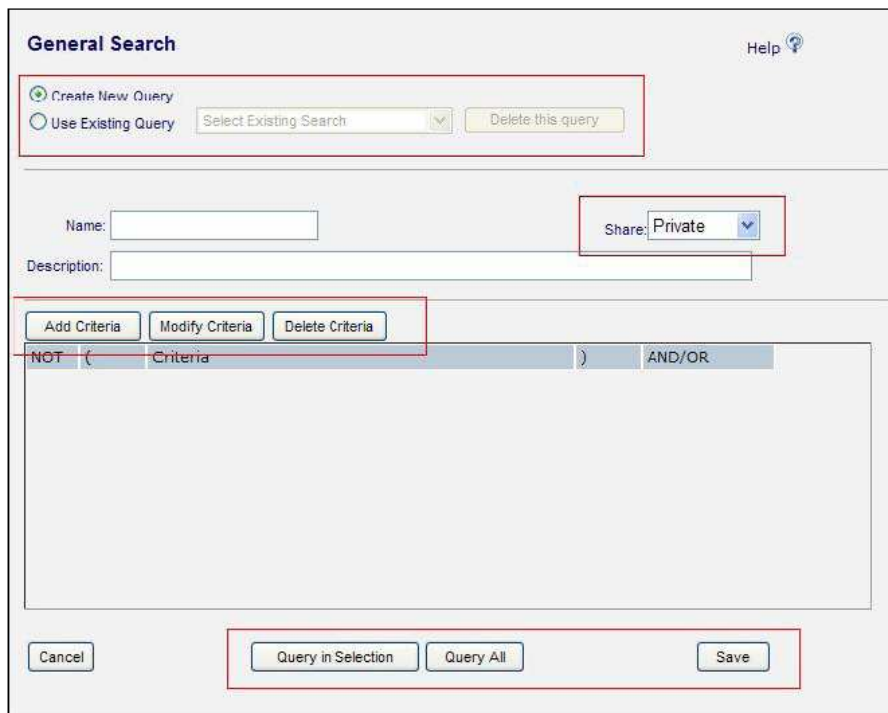 General Search
Help
Create New Query
Use Existing Query Select Existing Search Delete this query
Name: Share: Private
Description:
Add Criteria Modify Criteria Delete Criteria
NOT ( Criteria ) AND/OR
Cancel Query in Selection Query All Save